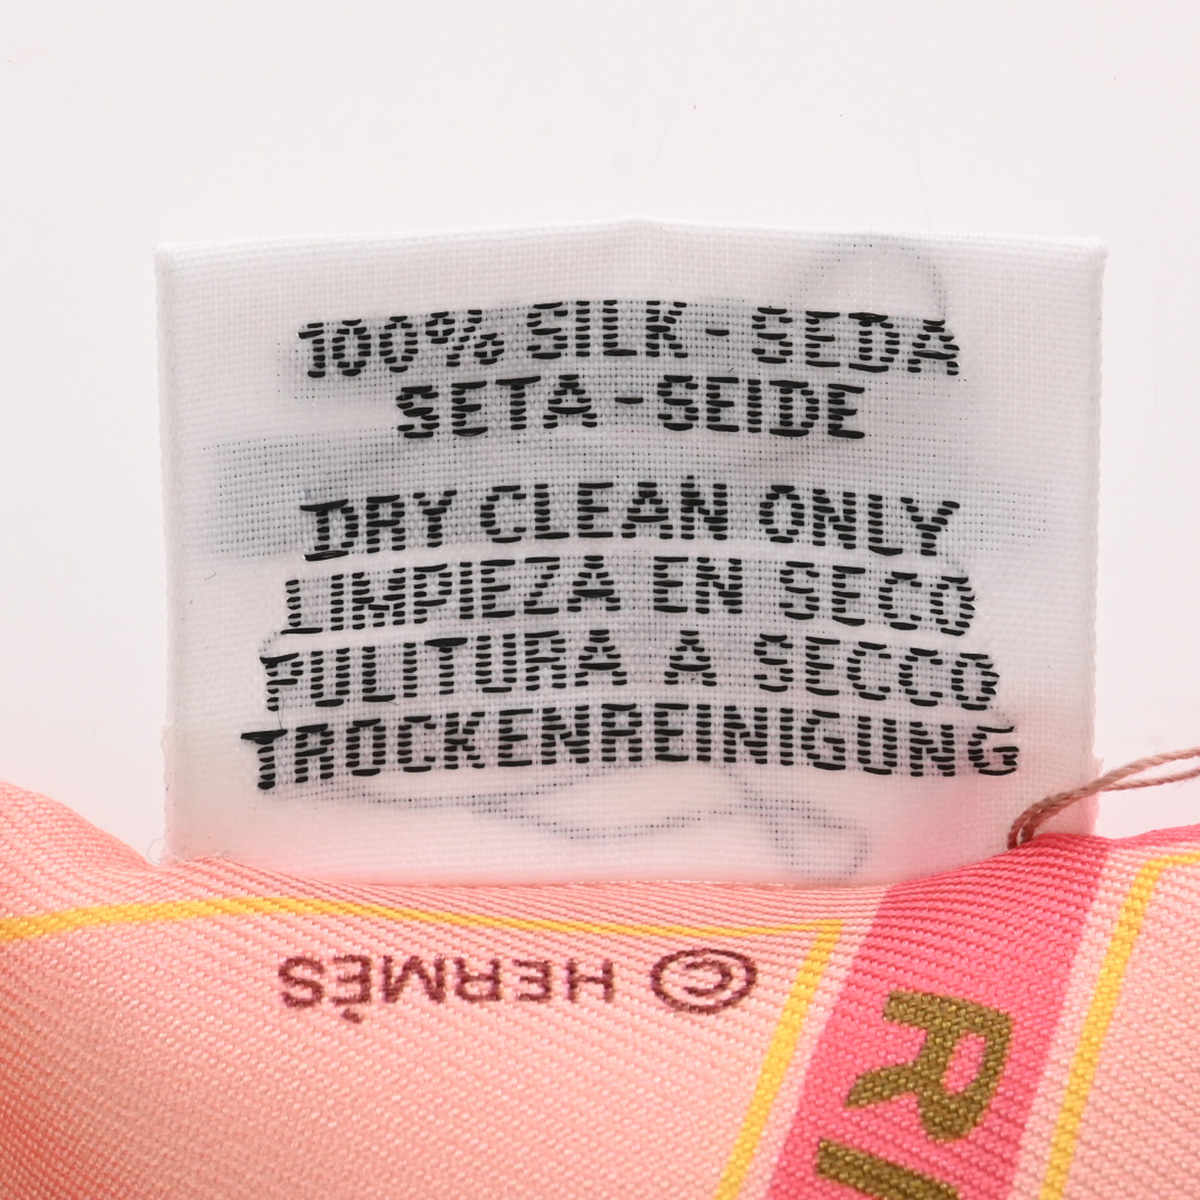 100% SILK - SEDA
SETA - SEIDE
DRY CLEAN ONLY
LIMPIEZA EN SECO
PULITURA A SECCO
TROCKENREINIGUNG
© HERMÈS